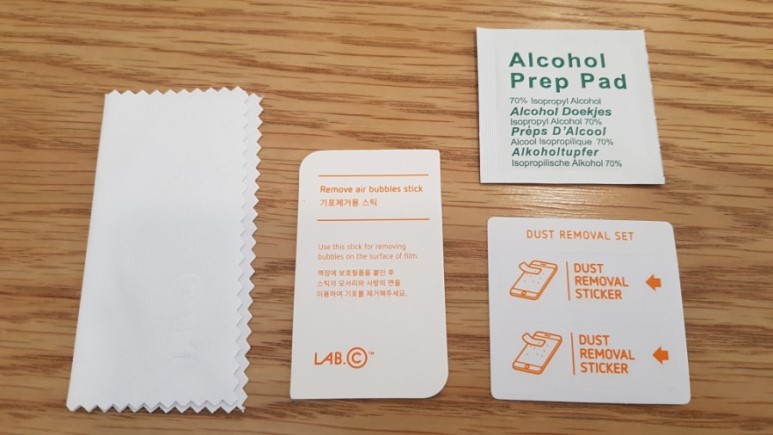 Alcohol
Prep Pad
70% Isopropyl Alcohol
Alcohol Doekjes
Isopropyl Alcohol 70%
Préps D'Alcool
Alcool Isopropilique 70%
Alkoholtupfer
Isopropilische Alkohol 70%
Remove air bubbles stick
기포제거용 스틱
Use this stick for removing
bubbles on the surface of film.
액정에 보호필름을 붙인 후
스틱의 모서리와 사방의 면을
이용하여 기포를 제거해주세요.
LAB.C™
DUST REMOVAL SET
DUST
REMOVAL
STICKER
DUST
REMOVAL
STICKER